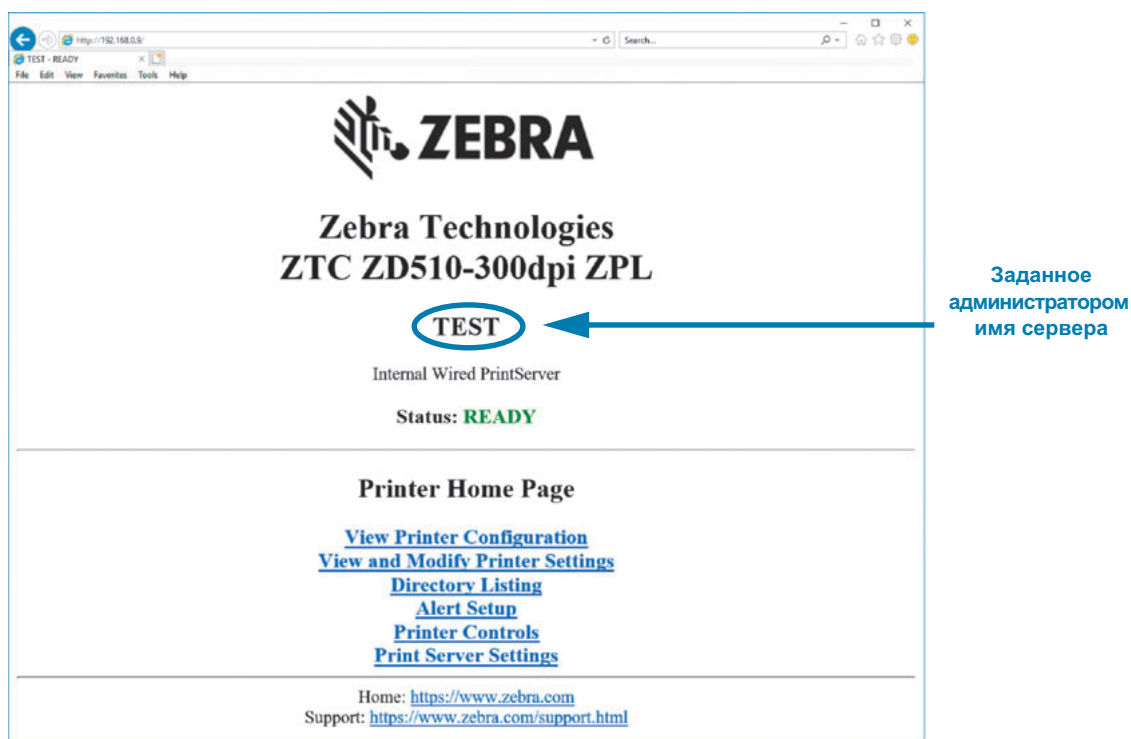 http://192.168.0.9/
Search...
TEST - READY
File Edit View Favorites Tools Help
ZEBRA
Zebra Technologies
ZTC ZD510-300dpi ZPL
TEST
Заданное
администратором
имя сервера
Internal Wired PrintServer
Status: READY
Printer Home Page
View Printer Configuration
View and Modify Printer Settings
Directory Listing
Alert Setup
Printer Controls
Print Server Settings
Home: https://www.zebra.com
Support: https://www.zebra.com/support.html